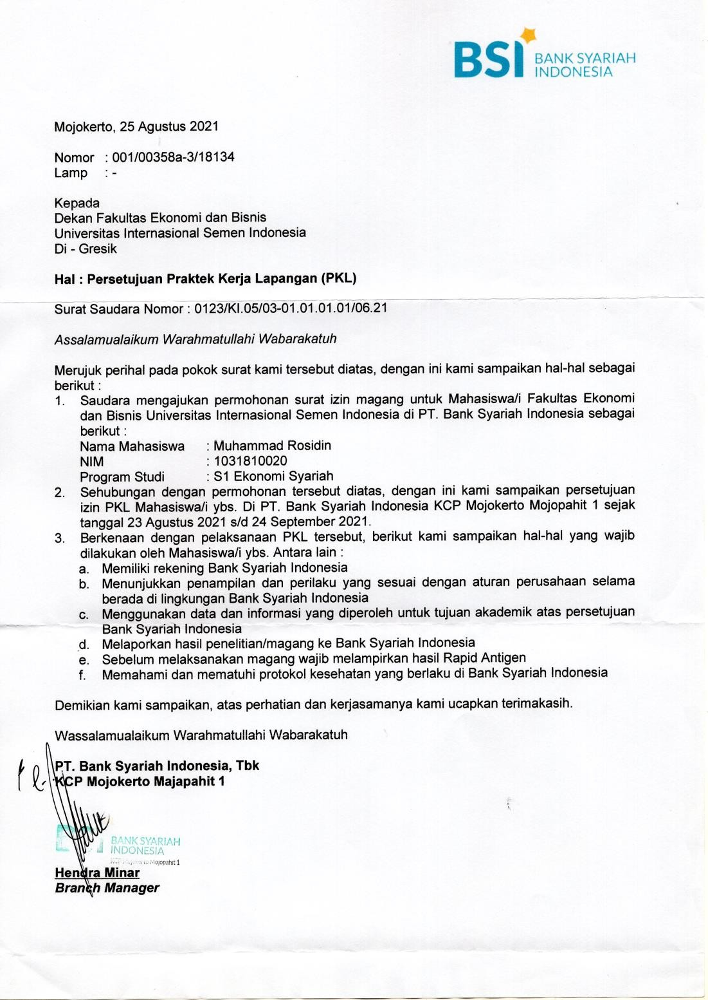 BSI BANK SYARIAH
INDONESIA
Mojokerto, 25 Agustus 2021
Nomor : 001/00358a-3/18134
Lamp : -
Kepada
Dekan Fakultas Ekonomi dan Bisnis
Universitas Internasional Semen Indonesia
Di - Gresik
Hal : Persetujuan Praktek Kerja Lapangan (PKL)
Surat Saudara Nomor : 0123/KI.05/03-01.01.01.01/06.21
Assalamualaikum Warahmatullahi Wabarakatuh
Merujuk perihal pada pokok surat kami tersebut diatas, dengan ini kami sampaikan hal-hal sebagai
berikut :
1. Saudara mengajukan permohonan surat izin magang untuk Mahasiswa/i Fakultas Ekonomi
dan Bisnis Universitas Internasional Semen Indonesia di PT. Bank Syariah Indonesia sebagai
berikut :
Nama Mahasiswa : Muhammad Rosidin
NIM : 1031810020
Program Studi : S1 Ekonomi Syariah
2. Sehubungan dengan permohonan tersebut diatas, dengan ini kami sampaikan persetujuan
izin PKL Mahasiswa/i ybs. Di PT. Bank Syariah Indonesia KCP Mojokerto Mojopahit 1 sejak
tanggal 23 Agustus 2021 s/d 24 September 2021.
3. Berkenaan dengan pelaksanaan PKL tersebut, berikut kami sampaikan hal-hal yang wajib
dilakukan oleh Mahasiswa/i ybs. Antara lain :
a. Memiliki rekening Bank Syariah Indonesia
b. Menunjukkan penampilan dan perilaku yang sesuai dengan aturan perusahaan selama
berada di lingkungan Bank Syariah Indonesia
c. Menggunakan data dan informasi yang diperoleh untuk tujuan akademik atas persetujuan
Bank Syariah Indonesia
d. Melaporkan hasil penelitian/magang ke Bank Syariah Indonesia
e. Sebelum melaksanakan magang wajib melampirkan hasil Rapid Antigen
f. Memahami dan mematuhi protokol kesehatan yang berlaku di Bank Syariah Indonesia
Demikian kami sampaikan, atas perhatian dan kerjasamanya kami ucapkan terimakasih.
Wassalamualaikum Warahmatullahi Wabarakatuh
PT. Bank Syariah Indonesia, Tbk
KCP Mojokerto Majapahit 1
BANK SYARIAH
INDONESIA
Mojopahit 1
Hendra Minar
Branch Manager